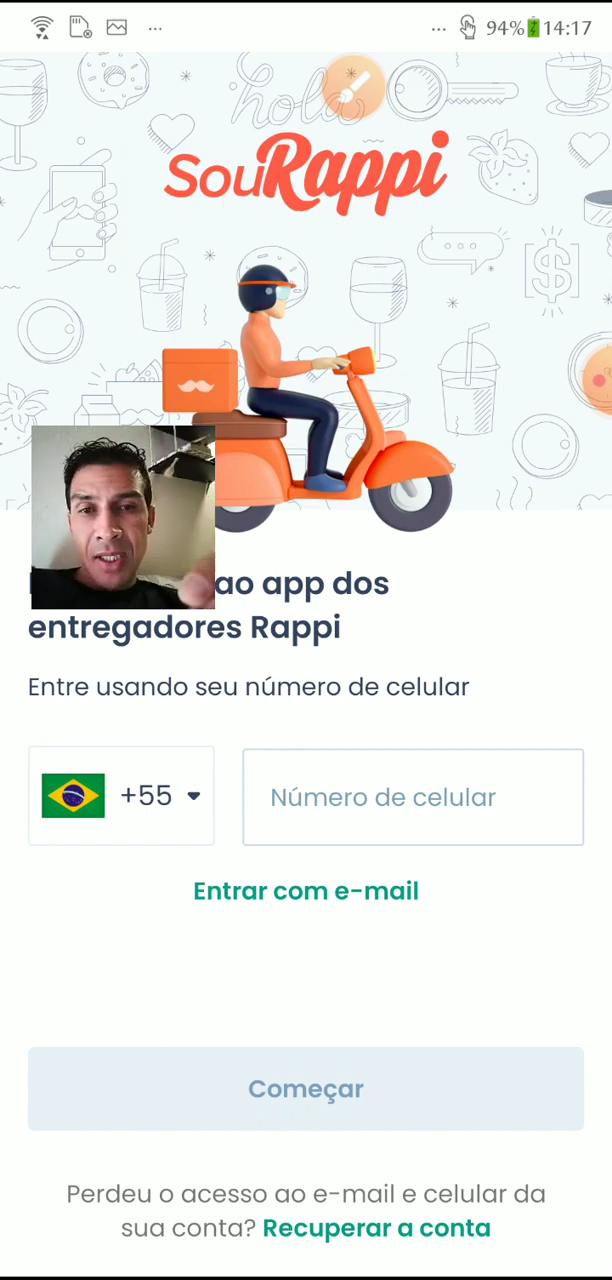 94% 14:17
hola
SouRappi
ao app dos
entregadores Rappi
Entre usando seu número de celular
+55
Número de celular
Entrar com e-mail
Começar
Perdeu o acesso ao e-mail e celular da
sua conta? Recuperar a conta